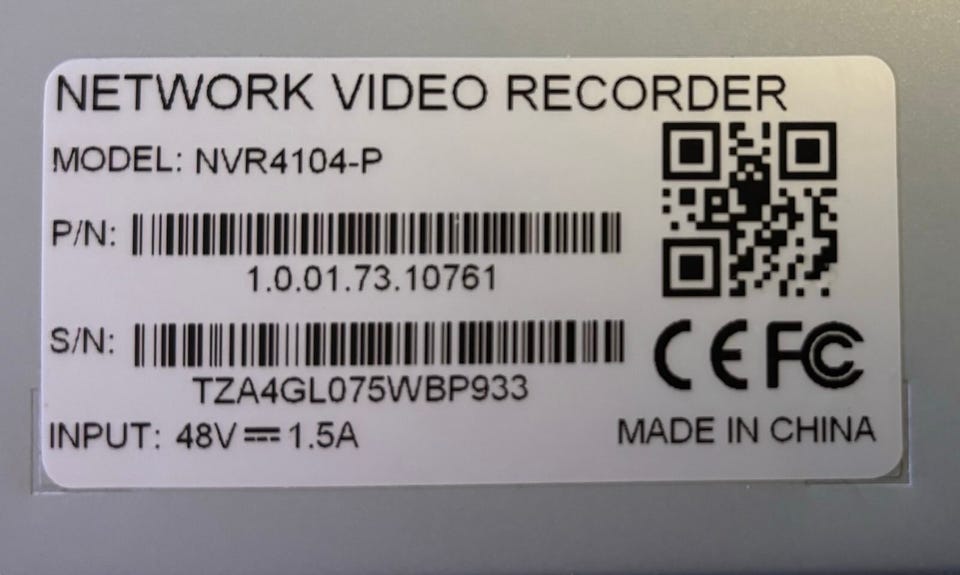 NETWORK VIDEO RECORDER
MODEL: NVR4104-P
P/N:
1.0.01.73.10761
S/N:
TZA4GL075WBP933
CE FC
INPUT: 48V⎓1.5A
MADE IN CHINA